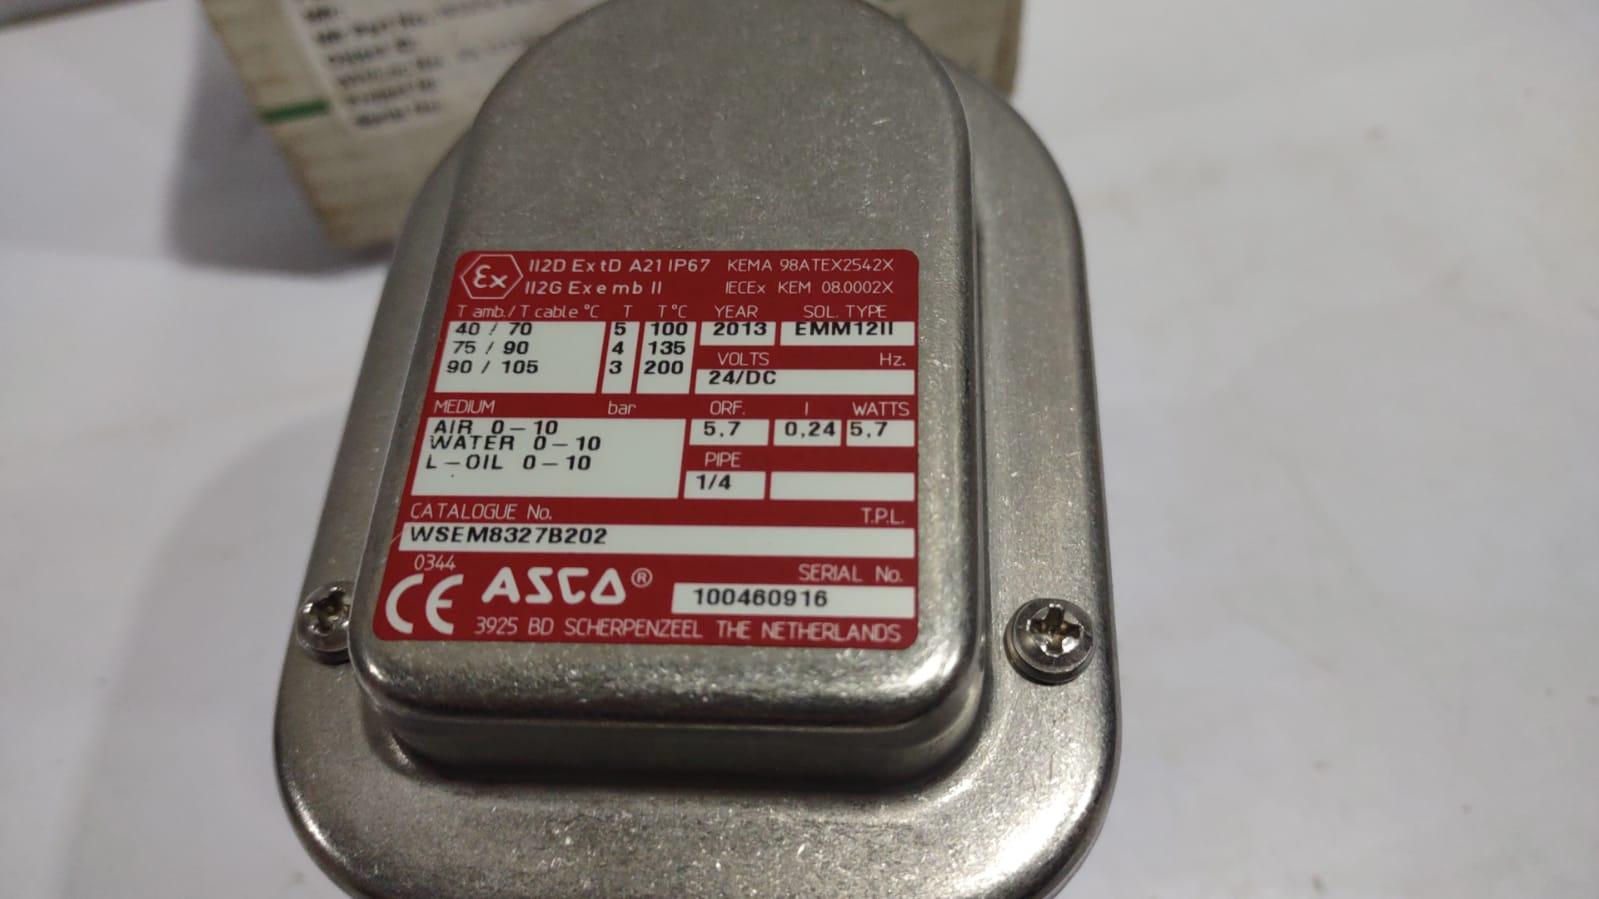 Ex II2D Ex tD A21 IP67 KEMA 98ATEX2542X
II2G Ex e mb II IECEx KEM 08.0002X
T amb./T cable °C T T°C YEAR SOL. TYPE
40 / 70 5 100 2013 EMM12II
75 / 90 4 135
VOLTS Hz.
90 / 105 3 200 24/DC
MEDIUM bar ORF. I WATTS
AIR 0-10 5,7 0,24 5,7
WATER 0-10
L-OIL 0-10 PIPE
1/4
CATALOGUE No. T.P.L.
WSEM8327B202
0344 SERIAL No.
CE ASCO® 100460916
3925 BD SCHERPENZEEL THE NETHERLANDS